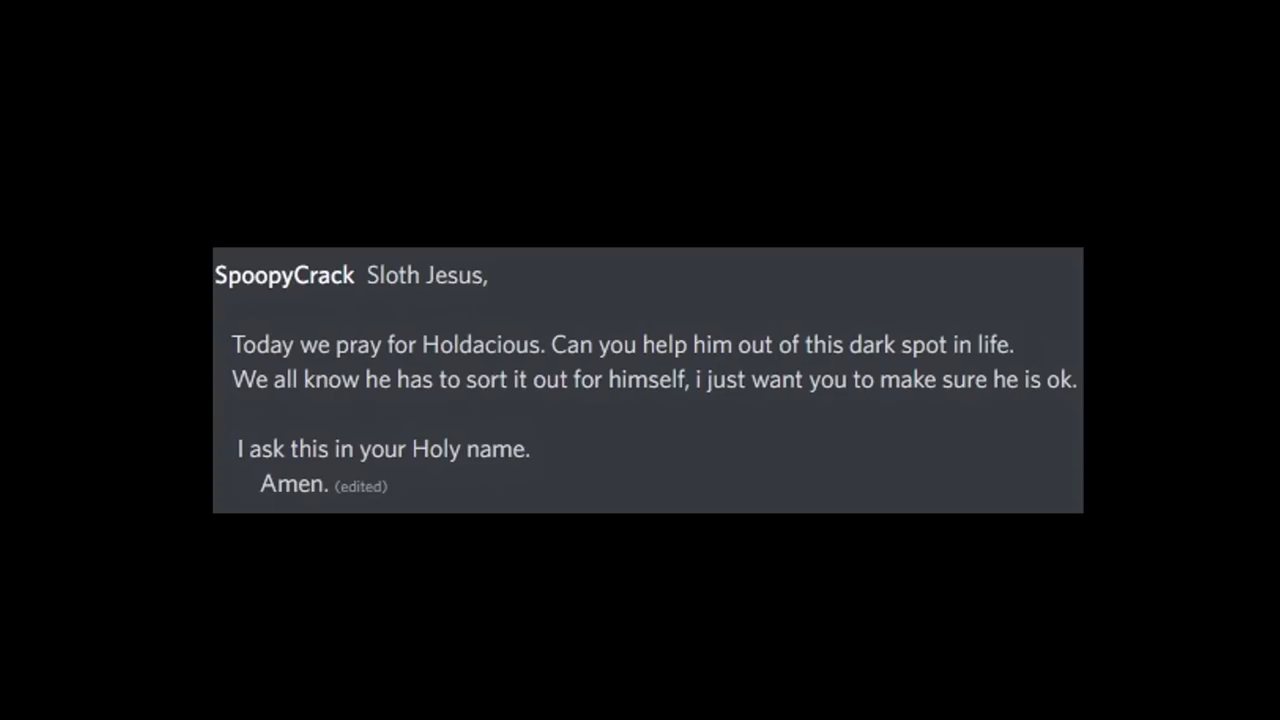 SpoopyCrack Sloth Jesus,
Today we pray for Holdacious. Can you help him out of this dark spot in life.
We all know he has to sort it out for himself, i just want you to make sure he is ok.
I ask this in your Holy name.
Amen. (edited)